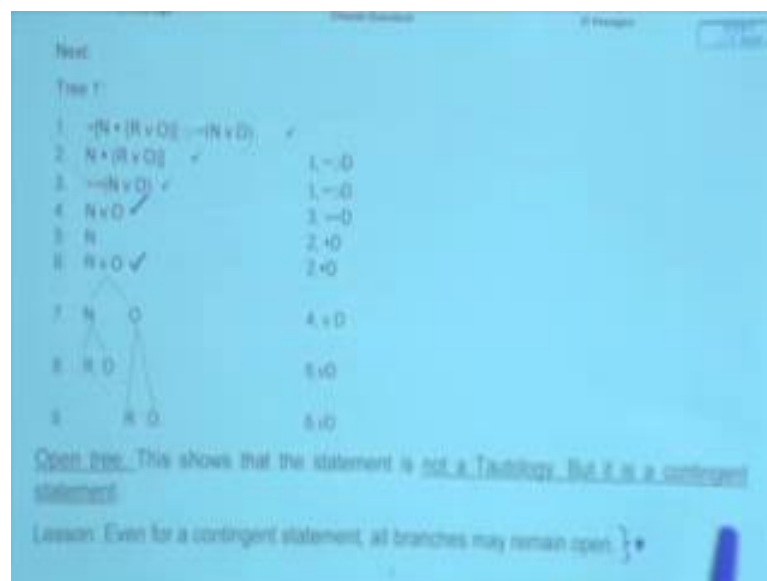 Next:
Tree 1:
1. ~[N • (R v O)] ~(N v O) ✓
2. N • (R v O)] ✓ 1, ~
3. ~~(N v O) ✓ 1, ~
4. N v O ✓ 3, ~~D
5. N 2, •D
6. R v O ✓ 2 •D
7. N O 4, v D
8. R O 6, vD
9. R O 6, vD
Open tree. This shows that the statement is not a Tautology. But it is a contingent
statement.
Lesson: Even for a contingent statement, all branches may remain open.